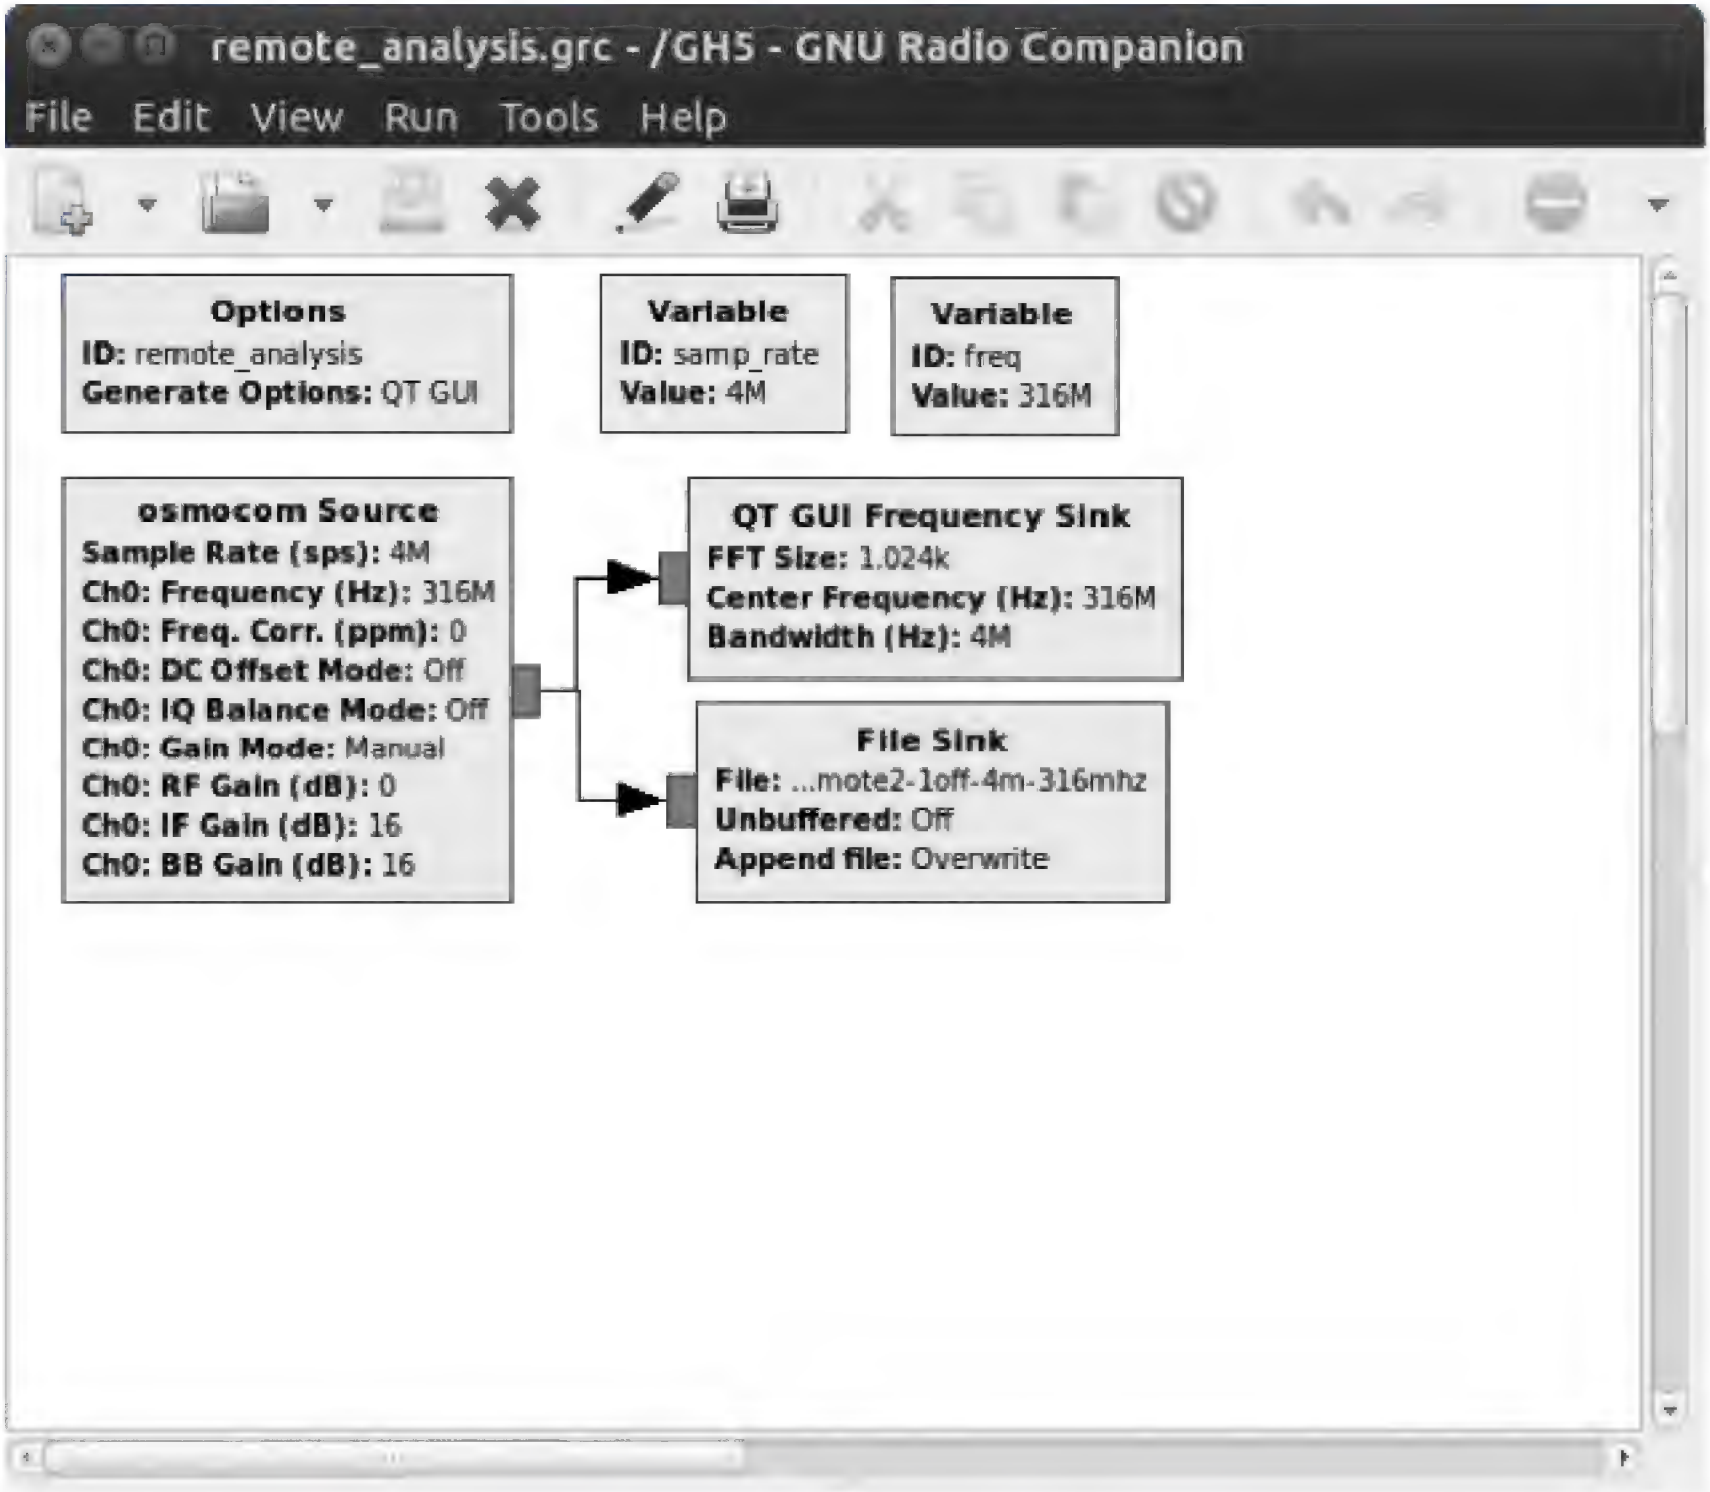 remote_analysis.grc - /GH5 - GNU Radio Companion
File Edit View Run Tools Help
Options
ID: remote_analysis
Generate Options: QT GUI
Variable
ID: samp_rate
Value: 4M
Variable
ID: freq
Value: 316M
osmocom Source
Sample Rate (sps): 4M
Ch0: Frequency (Hz): 316M
Ch0: Freq. Corr. (ppm): 0
Ch0: DC Offset Mode: Off
Ch0: IQ Balance Mode: Off
Ch0: Gain Mode: Manual
Ch0: RF Gain (dB): 0
Ch0: IF Gain (dB): 16
Ch0: BB Gain (dB): 16
QT GUI Frequency Sink
FFT Size: 1.024k
Center Frequency (Hz): 316M
Bandwidth (Hz): 4M
File Sink
File: ...mote2-1off-4m-316mhz
Unbuffered: Off
Append file: Overwrite